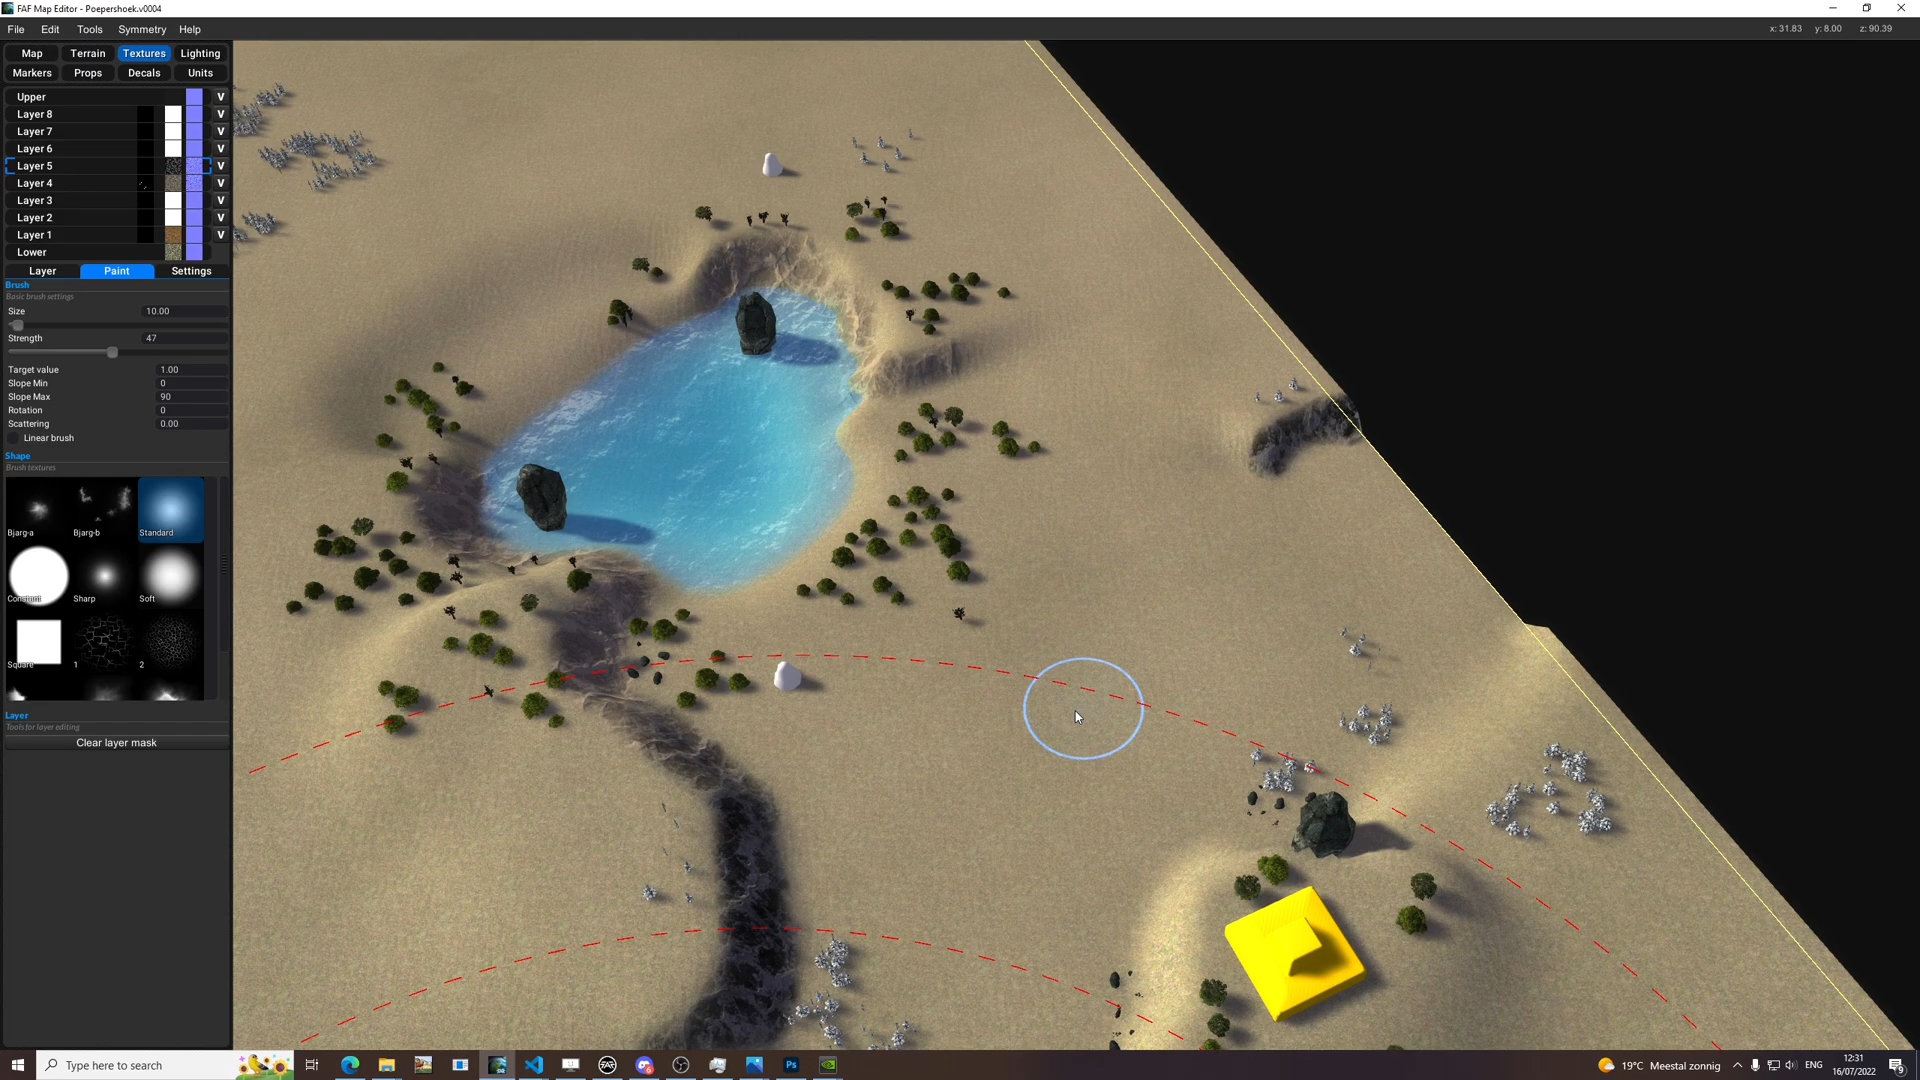 FAF Map Editor - Poepershoek.v0004
File Edit Tools Symmetry Help
x: 31.83 y: 8.00 z: 90.39
Map Terrain Textures Lighting
Markers Props Decals Units
Upper V
Layer 8 V
Layer 7 V
Layer 6 V
Layer 5 V
Layer 4 V
Layer 3 V
Layer 2 V
Layer 1 V
Lower
Layer Paint Settings
Brush
Basic brush settings
Size 10.00
Strength 47
Target value 1.00
Slope Min 0
Slope Max 90
Rotation 0
Scattering 0.00
Linear brush
Shape
Brush textures
Bjarg-a Bjarg-b Standard
Constant Sharp Soft
Square 1 2
Layer
Tools for layer editing
Clear layer mask
Type here to search
FAF
Ps
19°C Meestal zonnig
ENG
12:31
16/07/2022